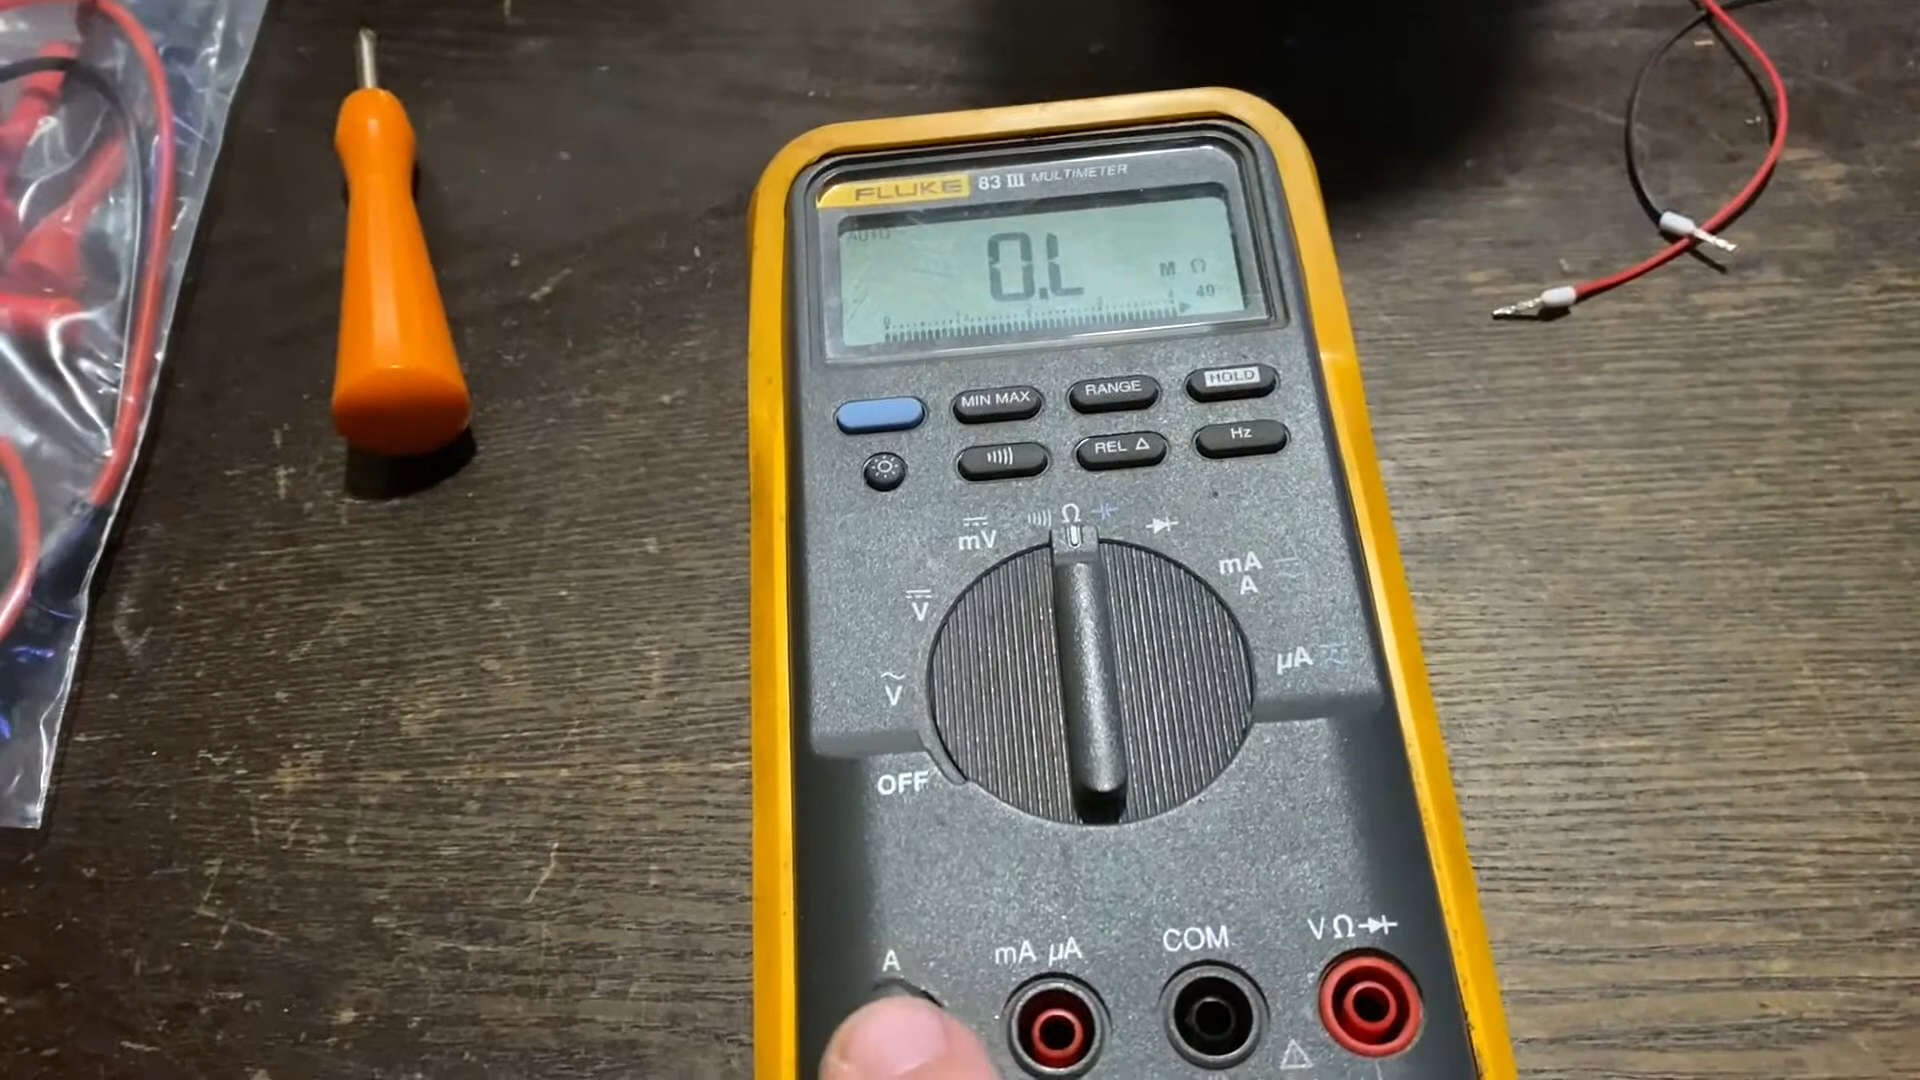 FLUKE 83 III MULTIMETER
AUTO
0.L
M Ω
40
MIN MAX
RANGE
HOLD
REL Δ
Hz
mV
Ω
V
mA
A
V
µA
OFF
A
mA µA
COM
V Ω